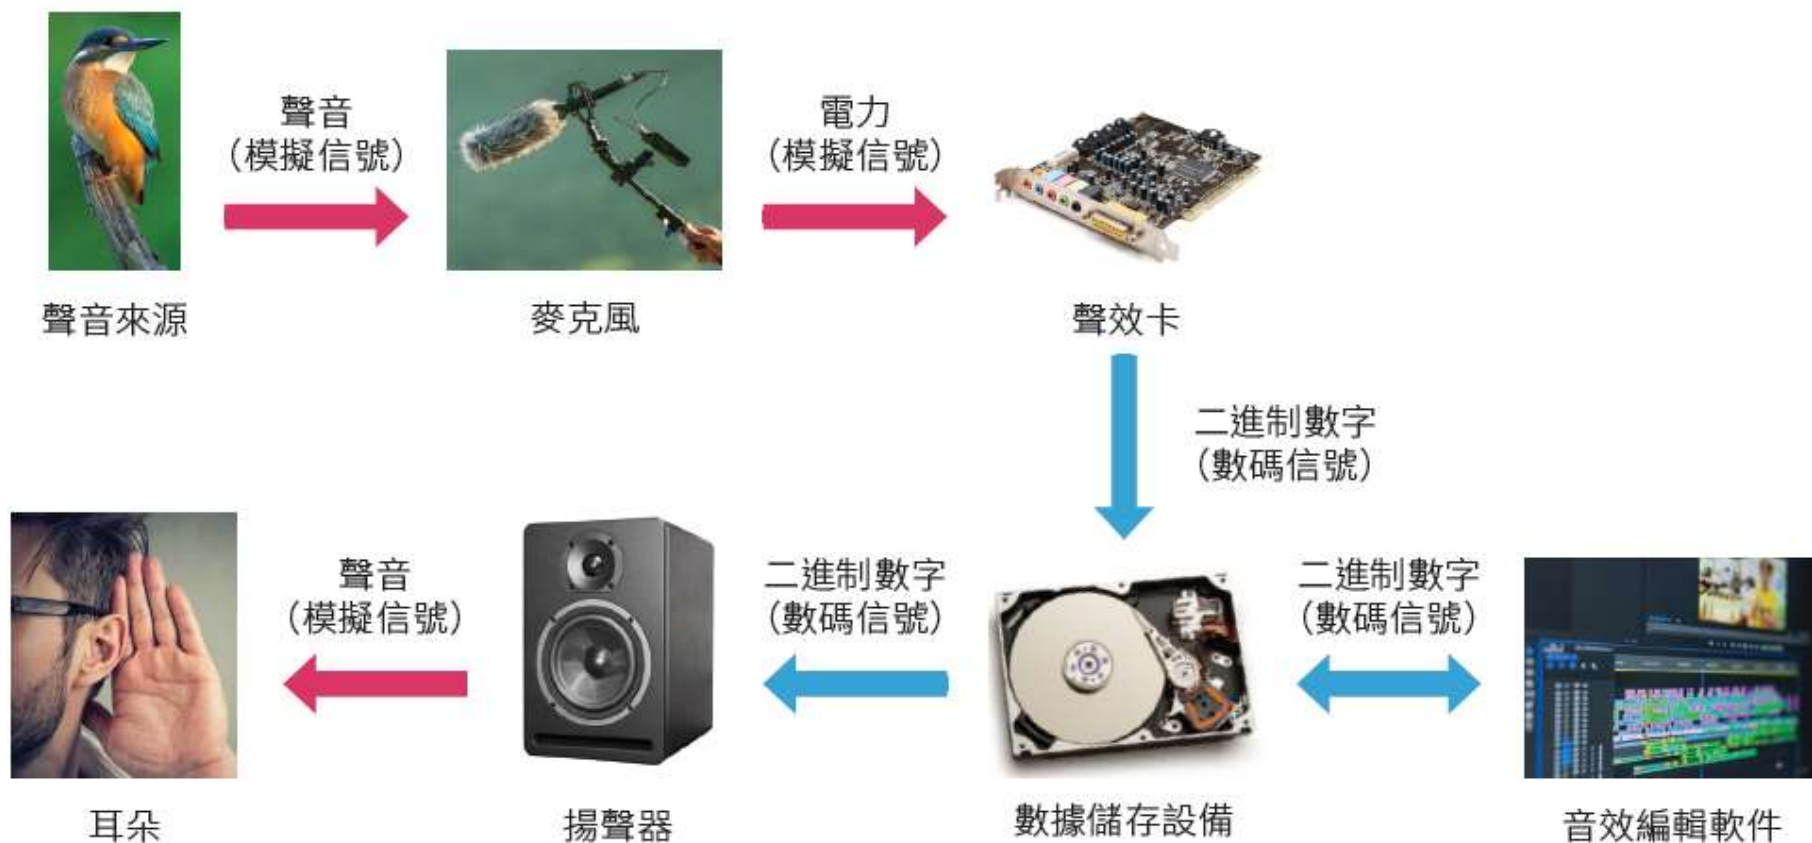 聲音
（模擬信號）
電力
（模擬信號）
聲音來源
麥克風
聲效卡
二進制數字
（數碼信號）
聲音
（模擬信號）
二進制數字
（數碼信號）
二進制數字
（數碼信號）
耳朵
揚聲器
數據儲存設備
音效編輯軟件